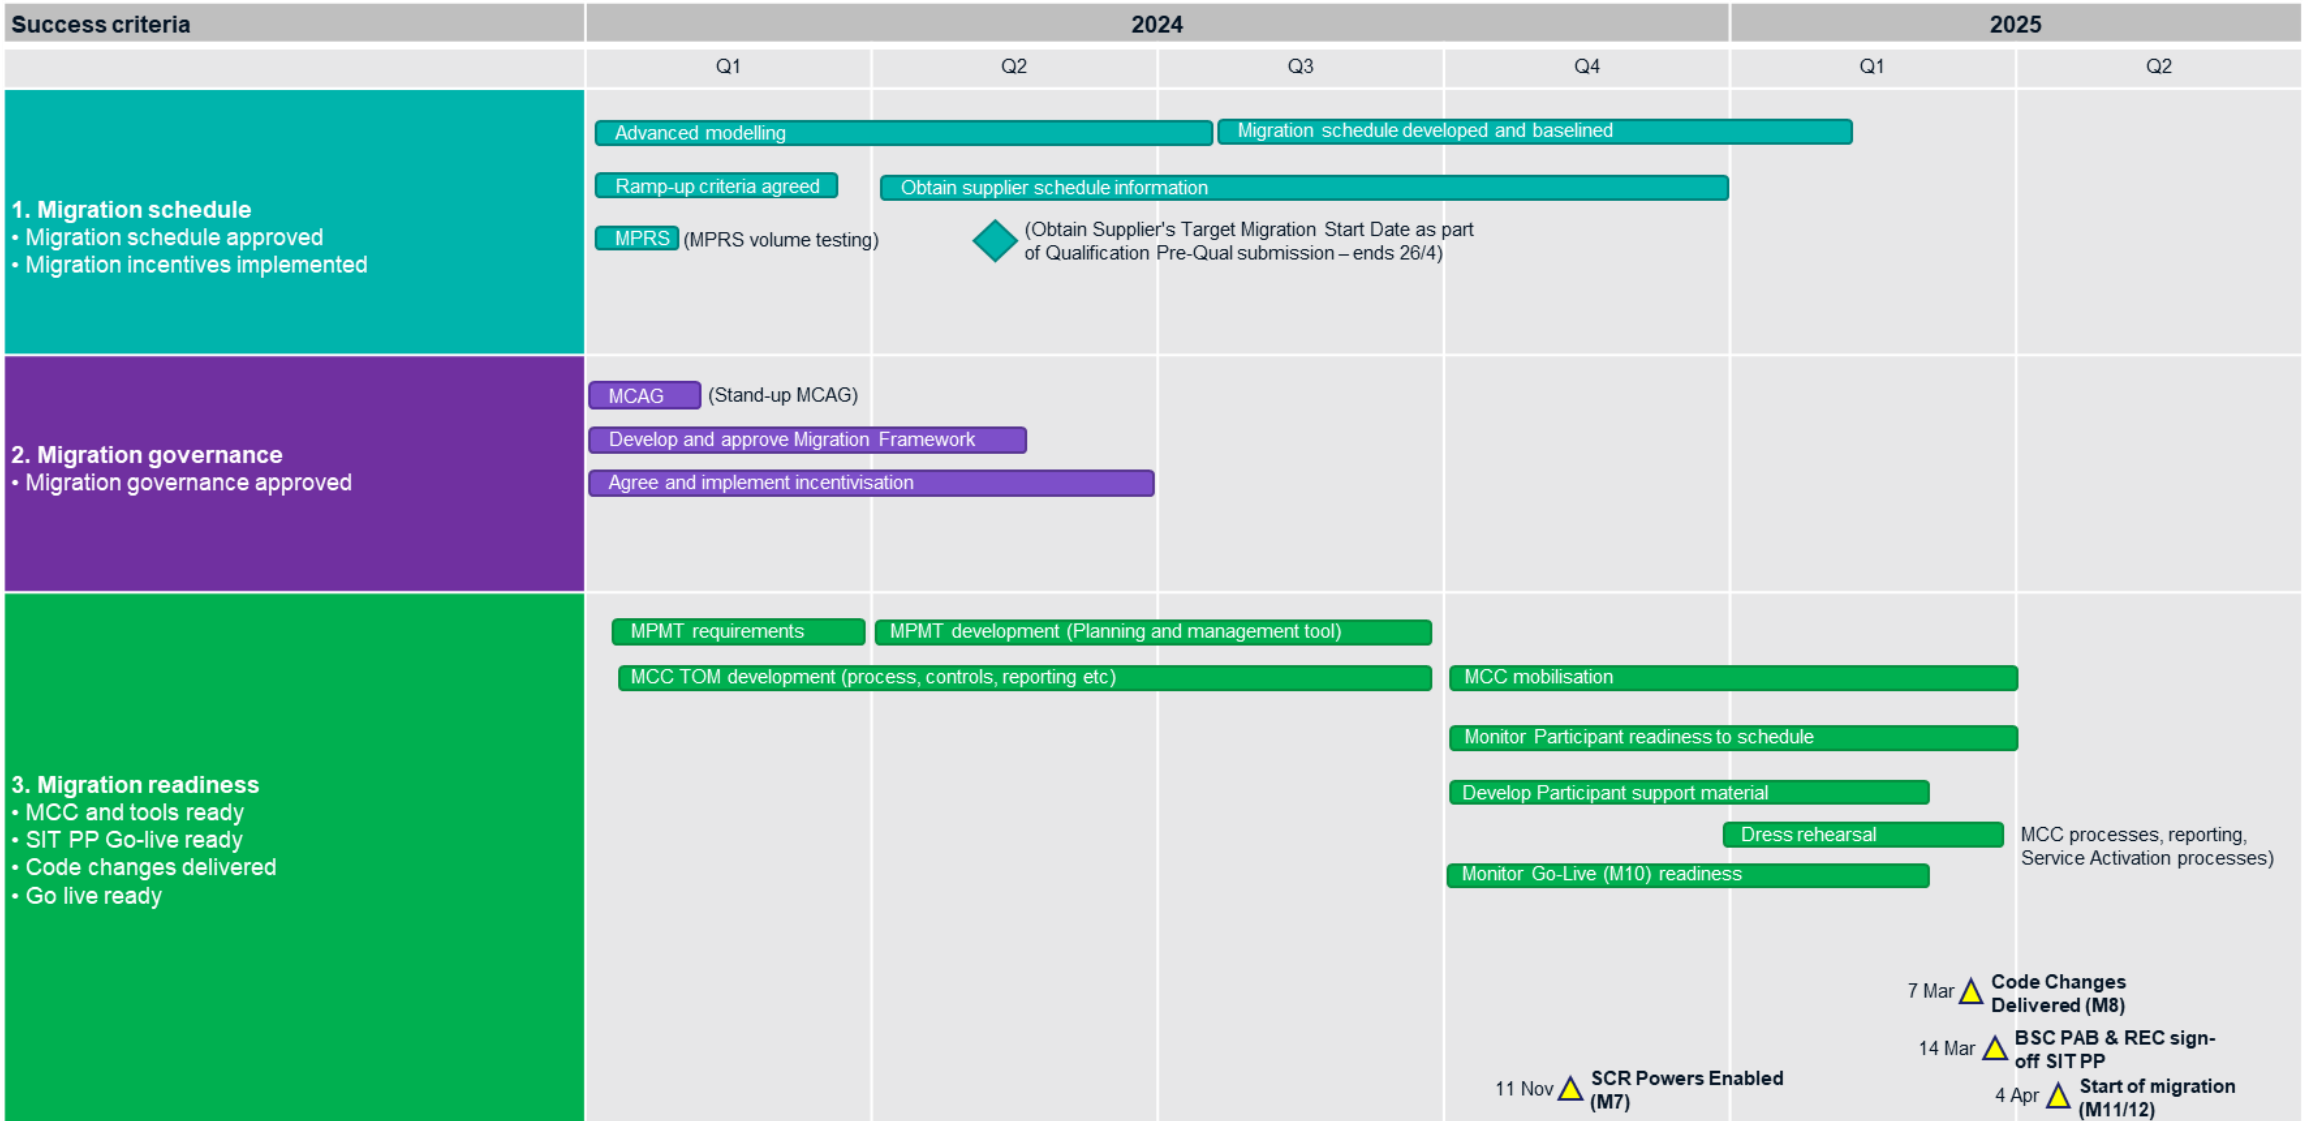 Success criteria
2024
2025
Q1
Q2
Q3
Q4
Q1
Q2
1. Migration schedule
• Migration schedule approved
• Migration incentives implemented
Advanced modelling
Migration schedule developed and baselined
Ramp-up criteria agreed
Obtain supplier schedule information
MPRS
(MPRS volume testing)
(Obtain Supplier's Target Migration Start Date as part
of Qualification Pre-Qual submission – ends 26/4)
2. Migration governance
• Migration governance approved
MCAG
(Stand-up MCAG)
Develop and approve Migration Framework
Agree and implement incentivisation
3. Migration readiness
• MCC and tools ready
• SIT PP Go-live ready
• Code changes delivered
• Go live ready
MPMT requirements
MPMT development (Planning and management tool)
MCC TOM development (process, controls, reporting etc)
MCC mobilisation
Monitor Participant readiness to schedule
Develop Participant support material
Dress rehearsal
MCC processes, reporting,
Service Activation processes)
Monitor Go-Live (M10) readiness
7 Mar
Code Changes
Delivered (M8)
14 Mar
BSC PAB & REC sign-
off SIT PP
11 Nov
SCR Powers Enabled
(M7)
4 Apr
Start of migration
(M11/12)